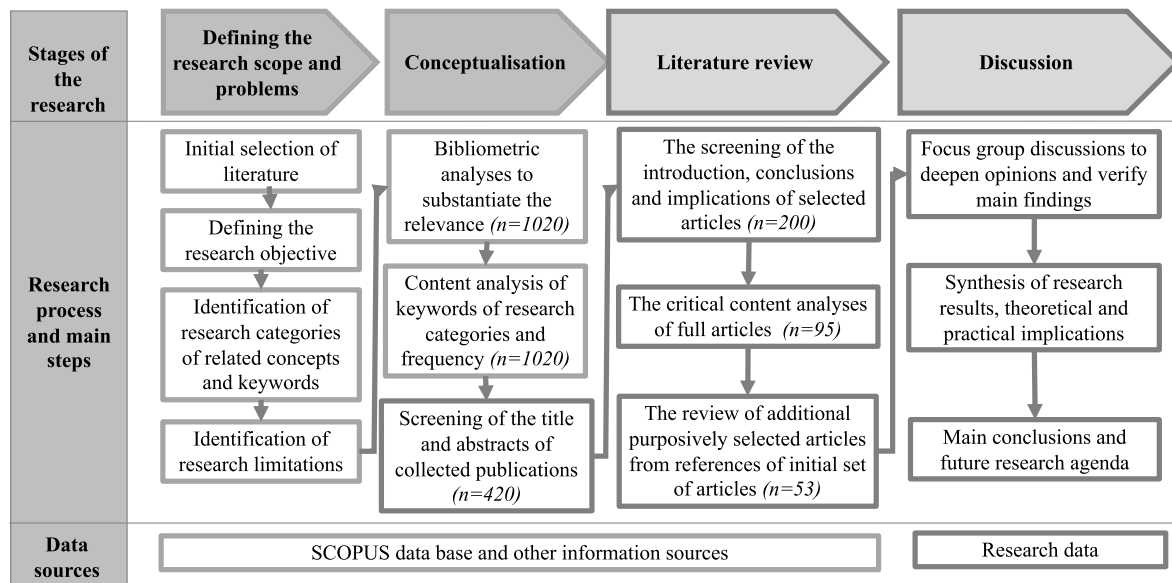 Stages of
the
research
Defining the
research scope and
problems
Conceptualisation
Literature review
Discussion
Research
process
and main
steps
Initial selection of
literature
Defining the
research objective
Identification of
research categories
of related concepts
and keywords
Identification of
research limitations
Bibliometric
analyses to
substantiate the
relevance (n=1020)
Content analysis of
keywords of research
categories and
frequency (n=1020)
Screening of the title
and abstracts of
collected publications
(n=420)
The screening of the
introduction, conclusions
and implications of selected
articles (n=200)
The critical content analyses
of full articles (n=95)
The review of additional
purposively selected articles
from references of initial set
of articles (n=53)
Focus group discussions to
deepen opinions and verify
main findings
Synthesis of research
results, theoretical and
practical implications
Main conclusions and
future research agenda
Data
sources
SCOPUS data base and other information sources
Research data